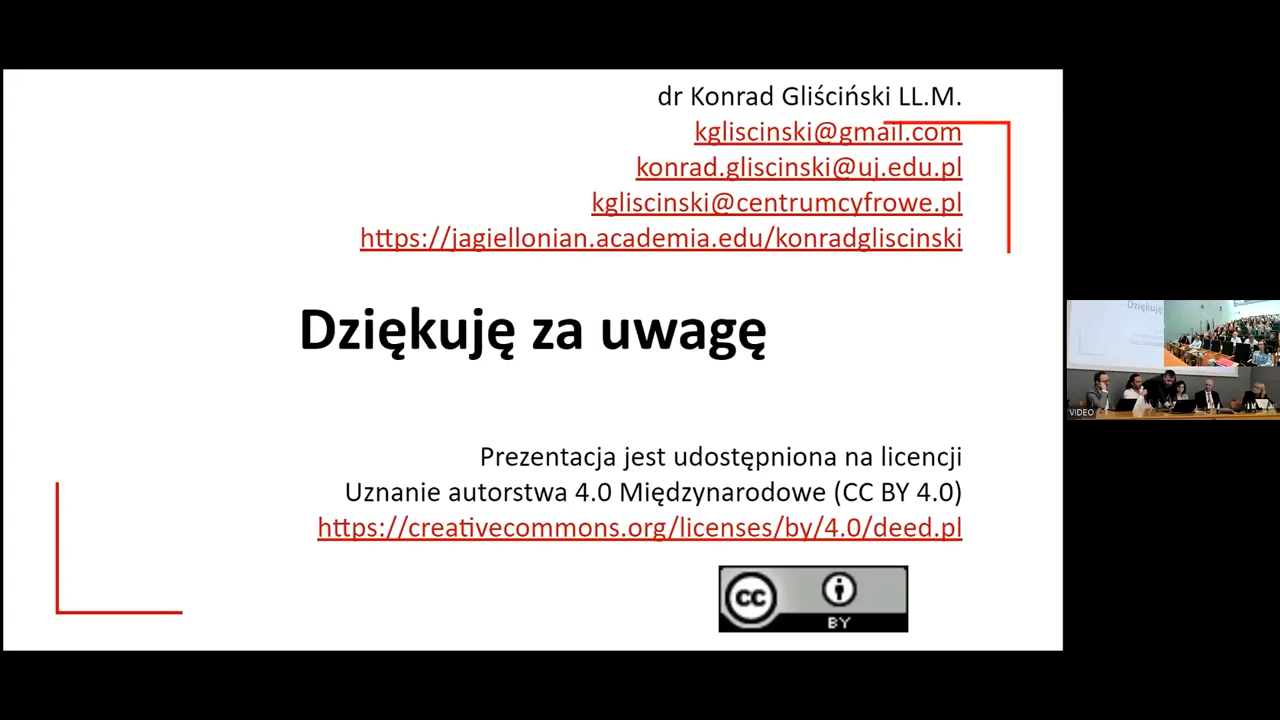 dr Konrad Gliściński LL.M.
kgliscinski@gmail.com
konrad.gliscinski@uj.edu.pl
kgliscinski@centrumcyfrowe.pl
https://jagiellonian.academia.edu/konradgliscinski
Dziękuję za uwagę
Prezentacja jest udostępniona na licencji
Uznanie autorstwa 4.0 Międzynarodowe (CC BY 4.0)
https://creativecommons.org/licenses/by/4.0/deed.pl
CC
BY
Dziękuję
VIDEO